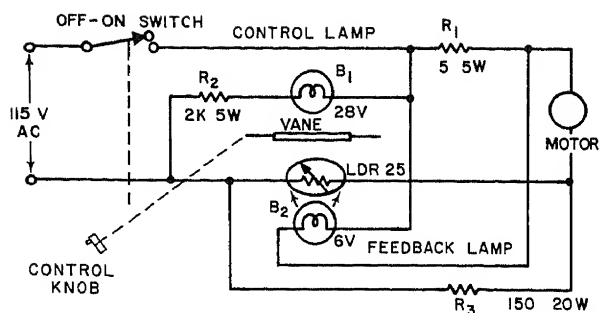 OFF-ON SWITCH
CONTROL LAMP
R1
5 5W
R2
2K 5W
B1
28V
115 V
AC
VANE
MOTOR
LDR 25
B2
6V
FEEDBACK LAMP
CONTROL
KNOB
R3
150 20W